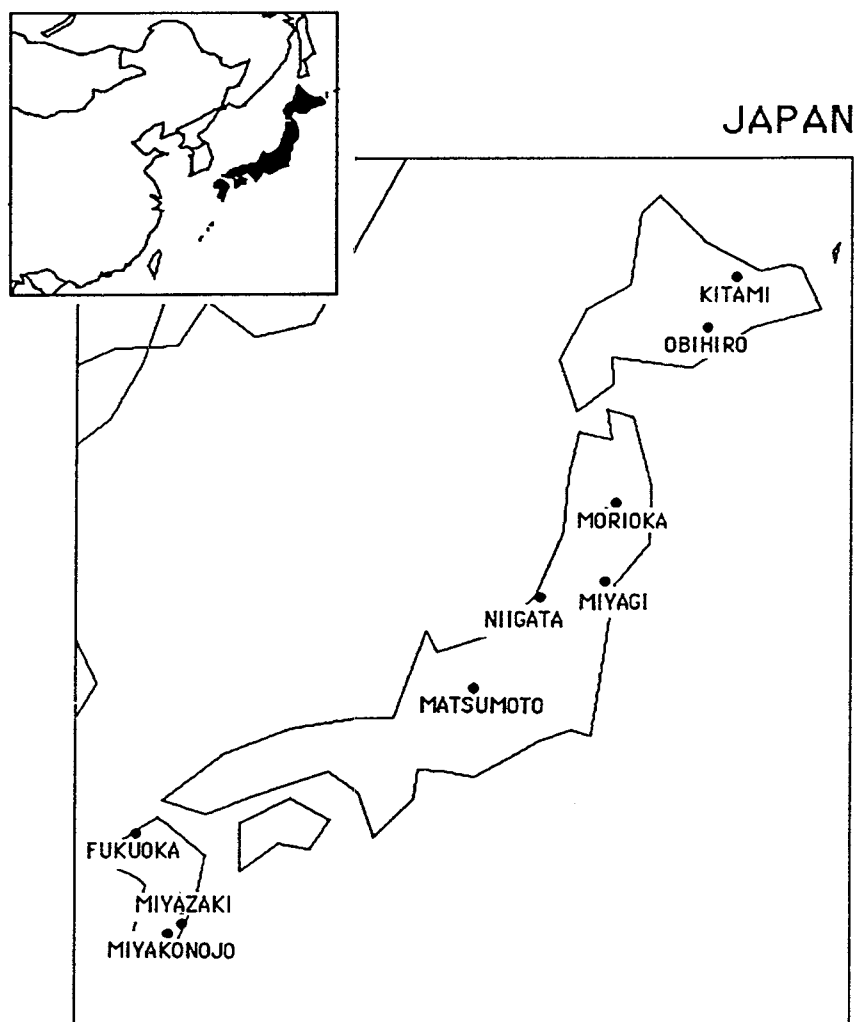 JAPAN
KITAMI
OBIHIRO
MORIOKA
MIYAGI
NIIGATA
MATSUMOTO
FUKUOKA
MIYAZAKI
MIYAKONOJO